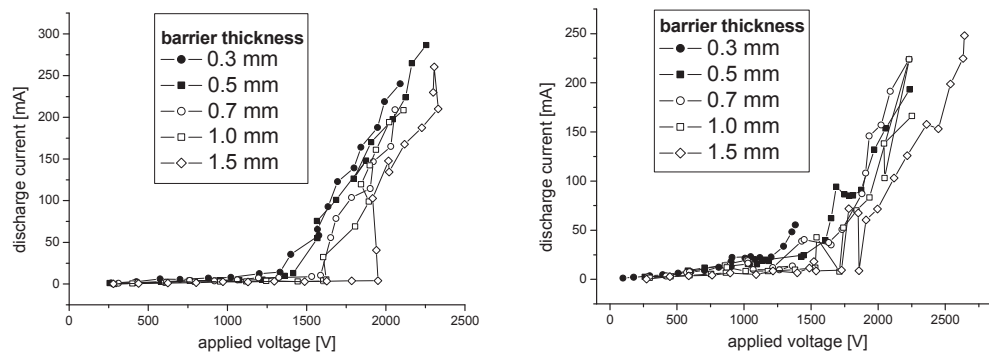 barrier thickness
0.3 mm
0.5 mm
0.7 mm
1.0 mm
1.5 mm
300
250
200
150
100
50
0
discharge current [mA]
0 500 1000 1500 2000 2500
applied voltage [V]
barrier thickness
0.3 mm
0.5 mm
0.7 mm
1.0 mm
1.5 mm
250
200
150
100
50
0
discharge current [mA]
0 500 1000 1500 2000 2500
applied voltage [V]